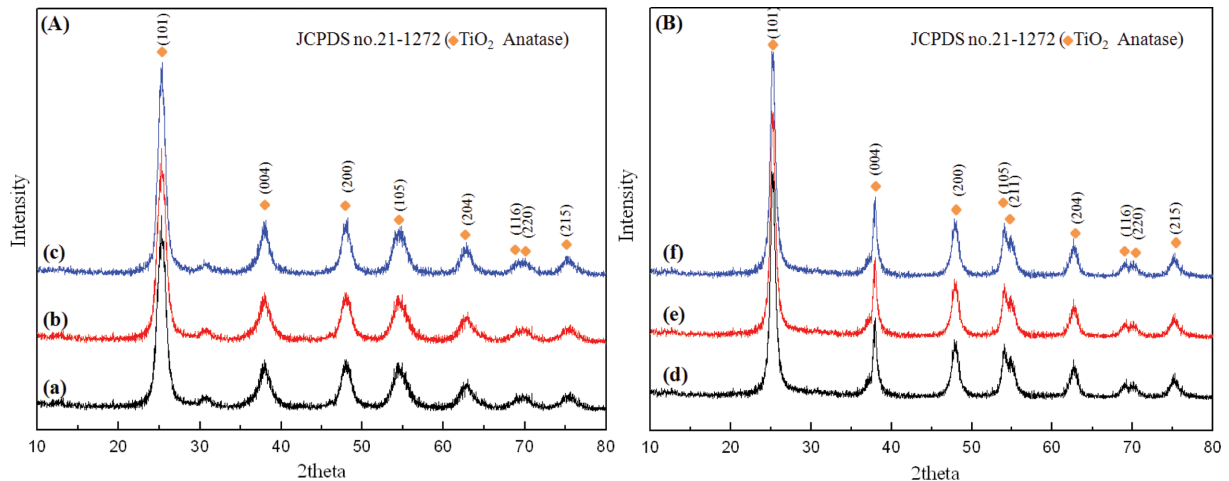 (A)
JCPDS no.21-1272 (◆TiO₂ Anatase)
(101)
(004)
(200)
(105)
(204)
(116)
(220)
(215)
(c)
(b)
(a)
Intensity
10 20 30 40 50 60 70 80
2theta
(B)
JCPDS no.21-1272 (◆TiO₂ Anatase)
(101)
(004)
(200)
(105)
(211)
(204)
(116)
(220)
(215)
(f)
(e)
(d)
Intensity
10 20 30 40 50 60 70 80
2theta